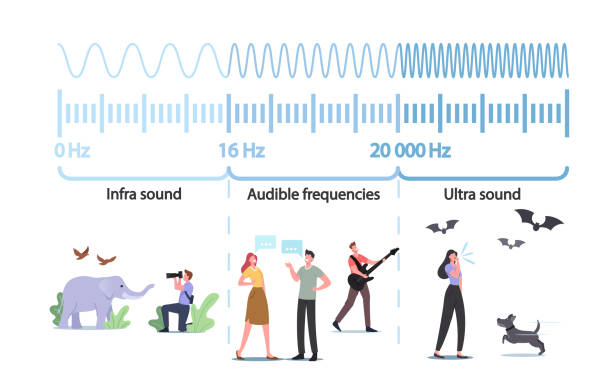 0 Hz
16 Hz
20 000 Hz
Infra sound
Audible frequencies
Ultra sound